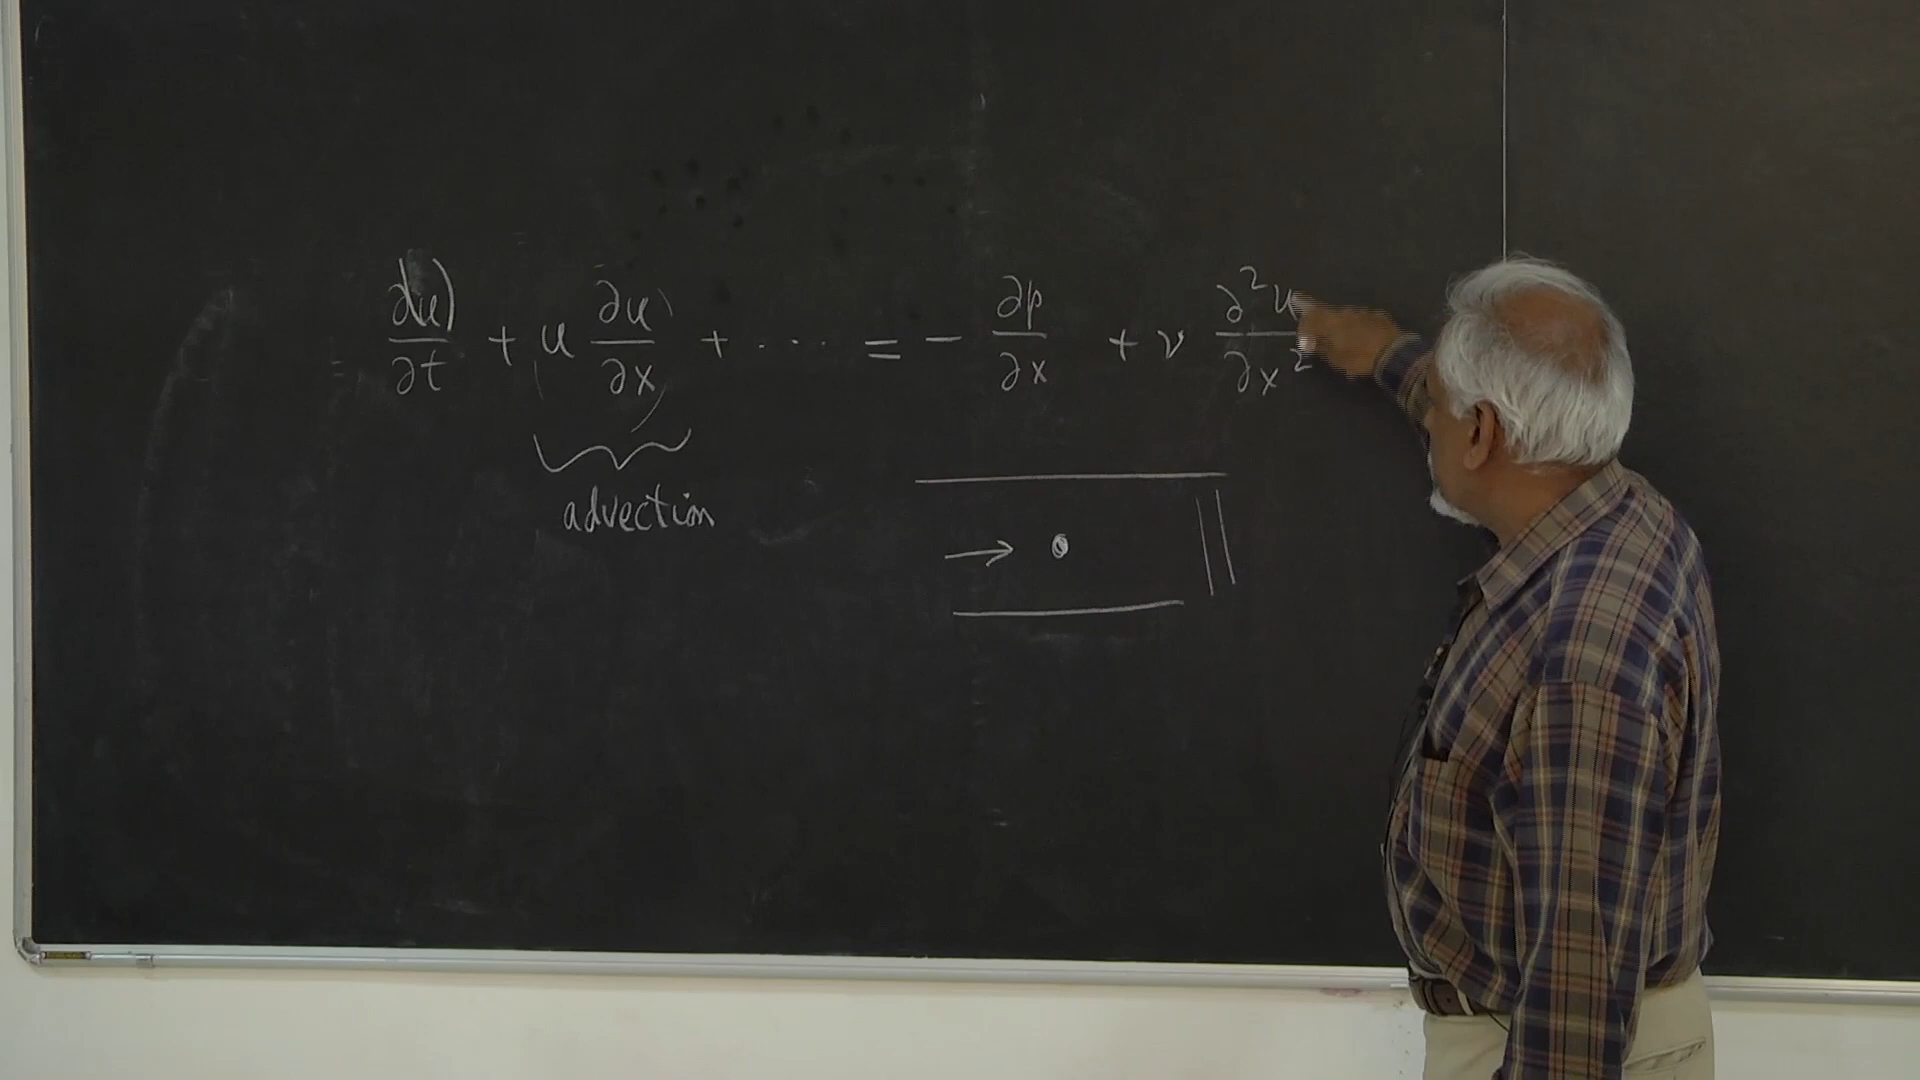 ∂u/∂t + u ∂u/∂x + .... = - ∂p/∂x + ν ∂²u/∂x²
advection